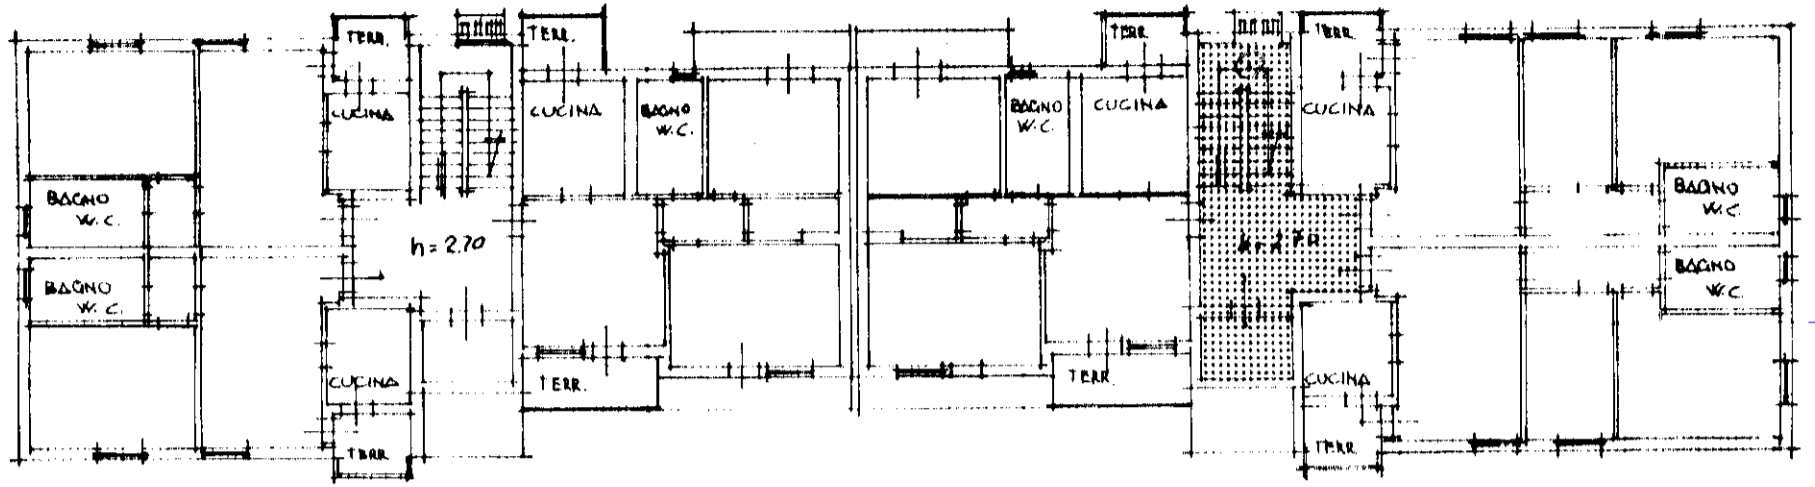 TERR.
TERR.
TERR.
TERR.
CUCINA
CUCINA
BAGNO
W.C.
BAGNO
W.C.
CUCINA
CUCINA
BAGNO
W.C.
h = 2.70
BAGNO
W.C.
BAGNO
W.C.
BAGNO
W.C.
CUCINA
TERR.
TERR.
CUCINA
TERR
TERR.